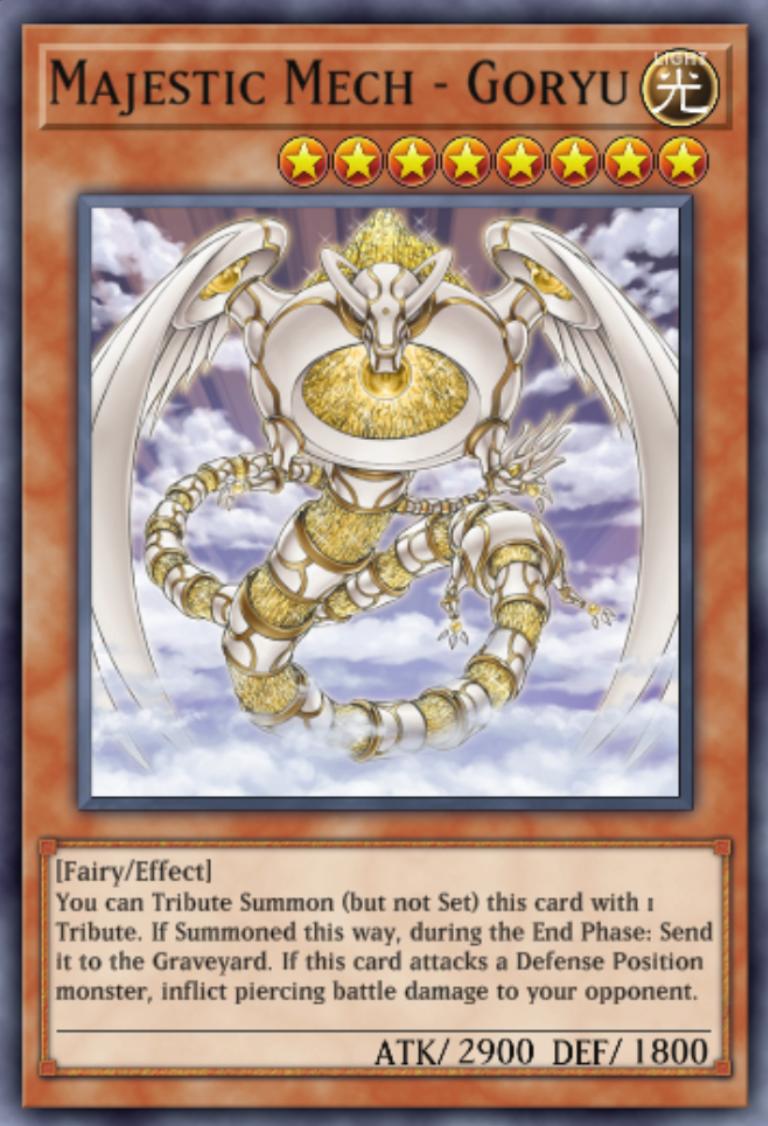 MAJESTIC MECH - GORYU
LIGHT
光
[Fairy/Effect]
You can Tribute Summon (but not Set) this card with 1
Tribute. If Summoned this way, during the End Phase: Send
it to the Graveyard. If this card attacks a Defense Position
monster, inflict piercing battle damage to your opponent.
ATK/ 2900 DEF/ 1800